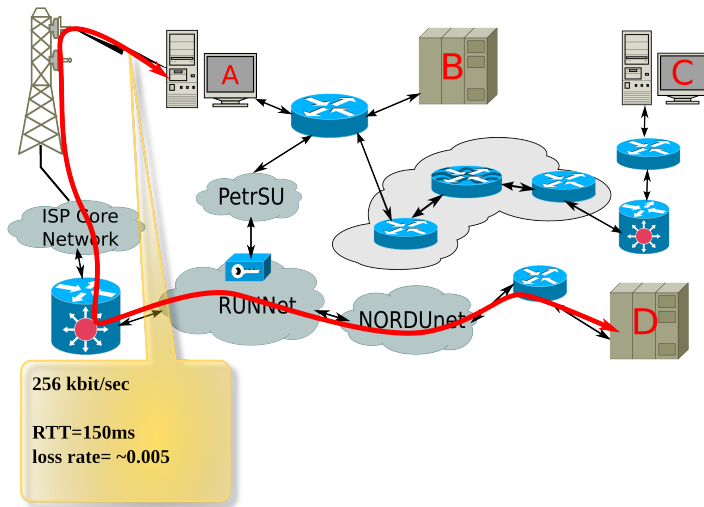 A
B
C
PetrSU
ISP Core
Network
RUNNet
NORDUnet
D
256 kbit/sec
RTT=150ms
loss rate= ~0.005